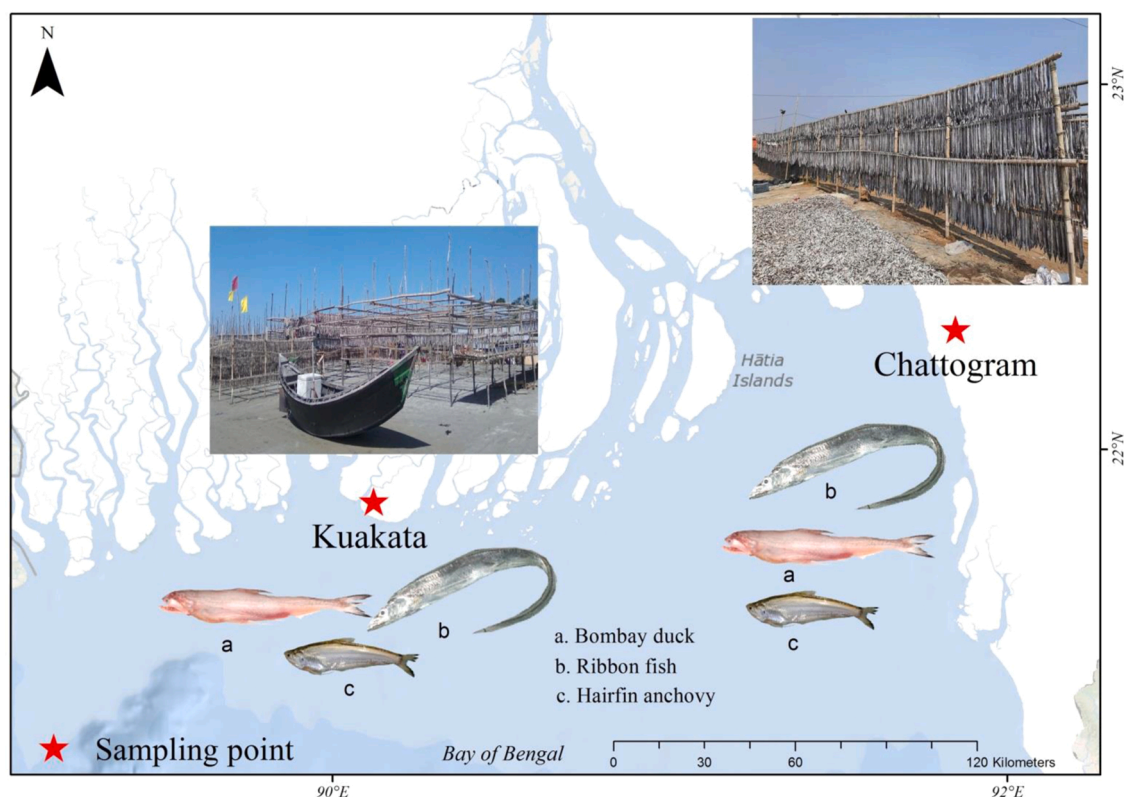 N
23°N
Hātia
Islands
Chattogram
22°N
b
Kuakata
a
b
a
c
c
a. Bombay duck
b. Ribbon fish
c. Hairfin anchovy
Sampling point
Bay of Bengal
0 30 60 120 Kilometers
90°E 92°E